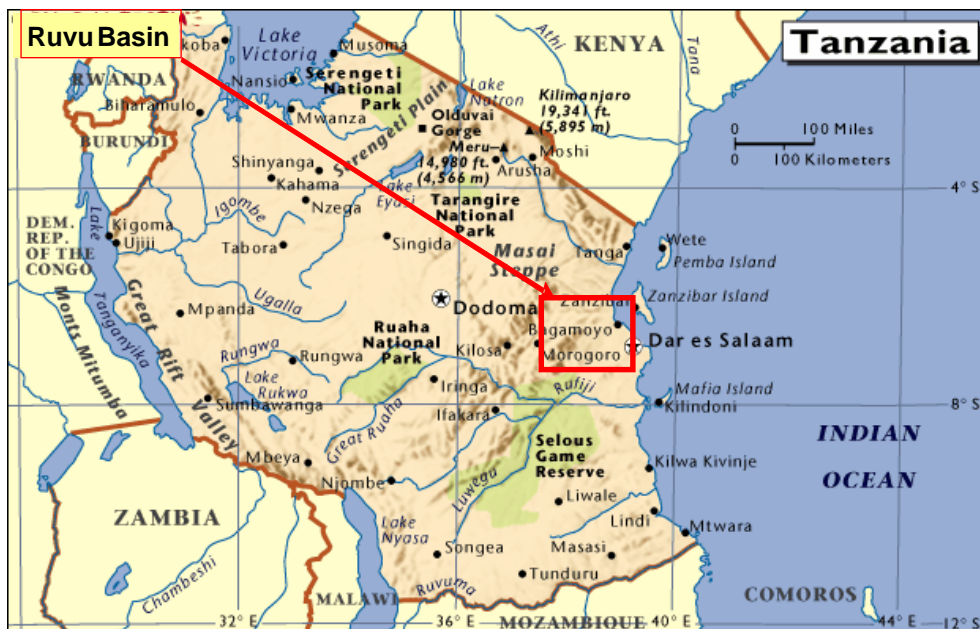 Ruvu Basin
Tanzania
Lake
Victoria
Musoma
KENYA
Athi
Tana
koba
RWANDA
Nansio
Serengeti
National
Park
Biharamulo
Mwanza
Serengeti Plain
Lake
Natron
Olduvai
Gorge
Kilimanjaro
19,341 ft.
(5,895 m)
0 100 Miles
0 100 Kilometers
BURUNDI
Meru
14,980 ft.
(4,566 m)
Moshi
Arusha
Shinyanga
Kahama
Nzega
Lake
Eyasi
4° S
Igombe
Tarangire
National
Park
DEM.
REP.
OF THE
CONGO
Lake
Tanganyika
Kigoma
Ujiji
Tabora
Singida
Masai
Steppe
Tanga
Wete
Pemba Island
Zanzibar
Zanzibar Island
Ugalla
Dodoma
Bagamoyo
Dar es Salaam
Monts Mitumba
Great Rift
Valley
Mpanda
Ruaha
National
Park
Kilosa
Morogoro
Rungwa
Rungwa
Lake
Rukwa
Iringa
Rufiji
Mafia Island
Kilindoni
Sumbawanga
Great Ruaha
Ifakara
8° S
INDIAN
OCEAN
Selous
Game
Reserve
Mbeya
Njombe
Luwegu
Kilwa Kivinje
Liwale
Lindi
Mtwara
ZAMBIA
Lake
Nyasa
Songea
Masasi
Tunduru
Chambeshi
Ruvuma
MALAWI
MOZAMBIQUE
COMOROS
32° E
36° E
40° E
44° E
12° S